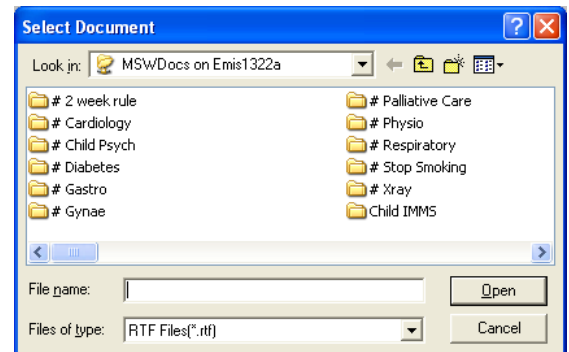 Select Document
Look in: MSWDocs on Emis1322a
# 2 week rule
# Cardiology
# Child Psych
# Diabetes
# Gastro
# Gynae
# Palliative Care
# Physio
# Respiratory
# Stop Smoking
# Xray
Child IMMS
File name:
Open
Files of type: RTF Files(*.rtf)
Cancel